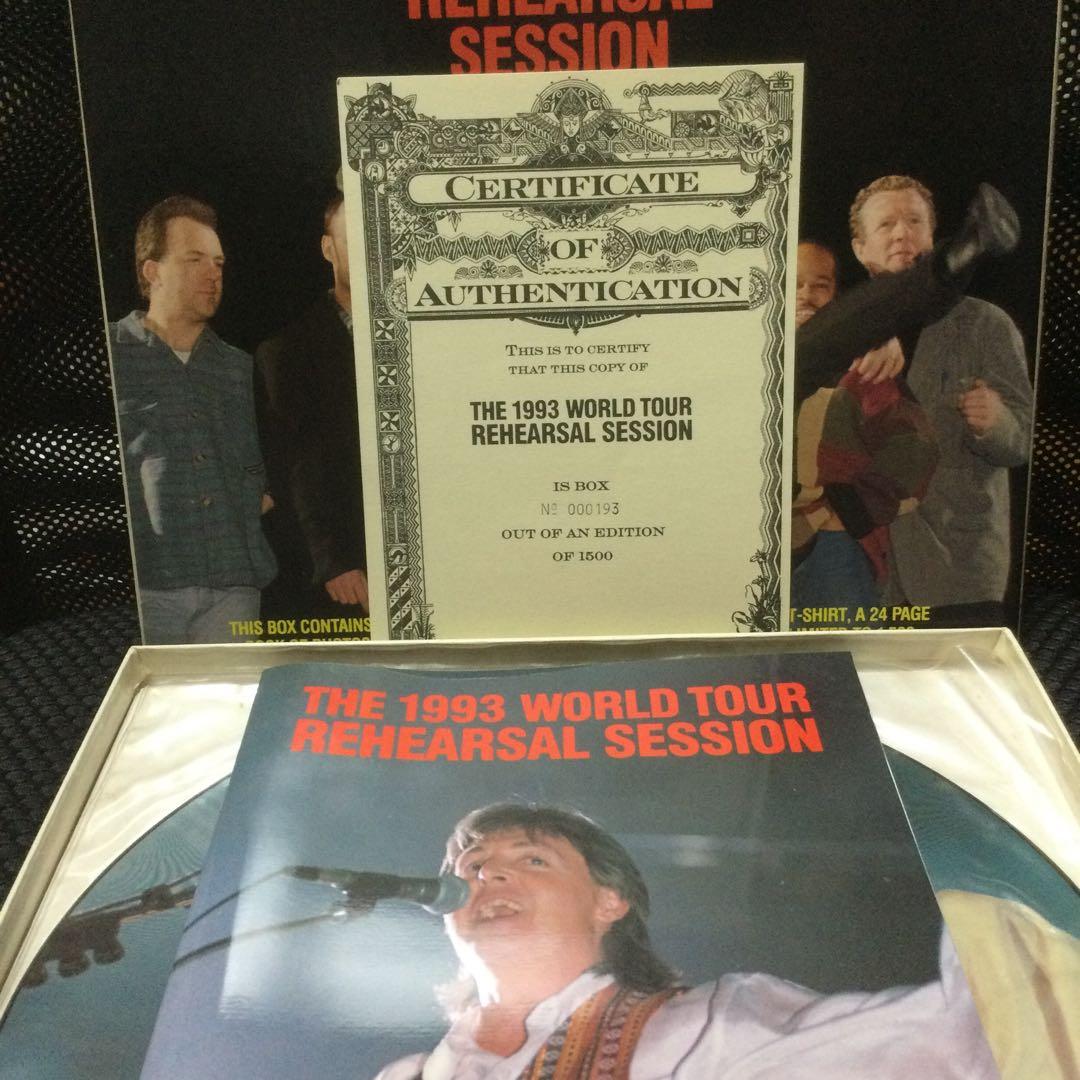 REHEARSAL
SESSION
CERTIFICATE
OF
AUTHENTICATION
THIS IS TO CERTIFY
THAT THIS COPY OF
THE 1993 WORLD TOUR
REHEARSAL SESSION
IS BOX
Nº 000193
OUT OF AN EDITION
OF 1500
THIS BOX CONTAINS
T-SHIRT, A 24 PAGE
THE 1993 WORLD TOUR
REHEARSAL SESSION